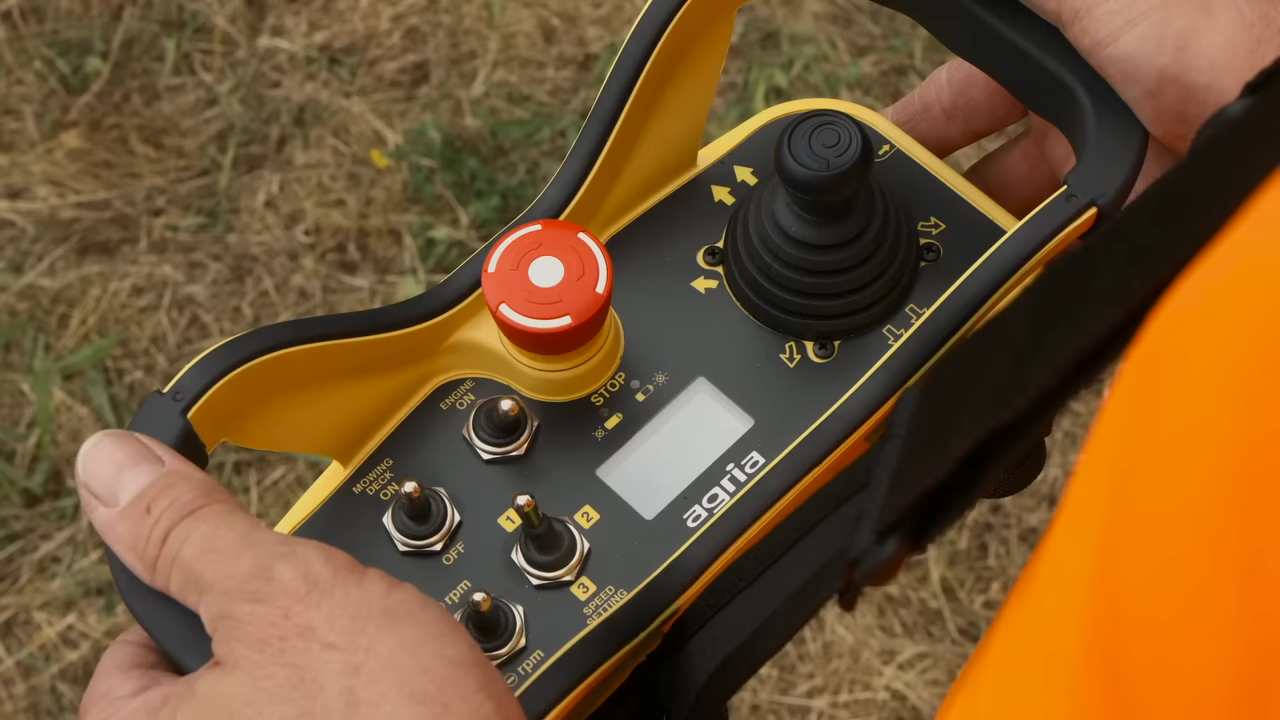 ENGINE
ON
STOP
MOWING
DECK
ON
OFF
1
2
3
SPEED
SETTING
agria
rpm
rpm